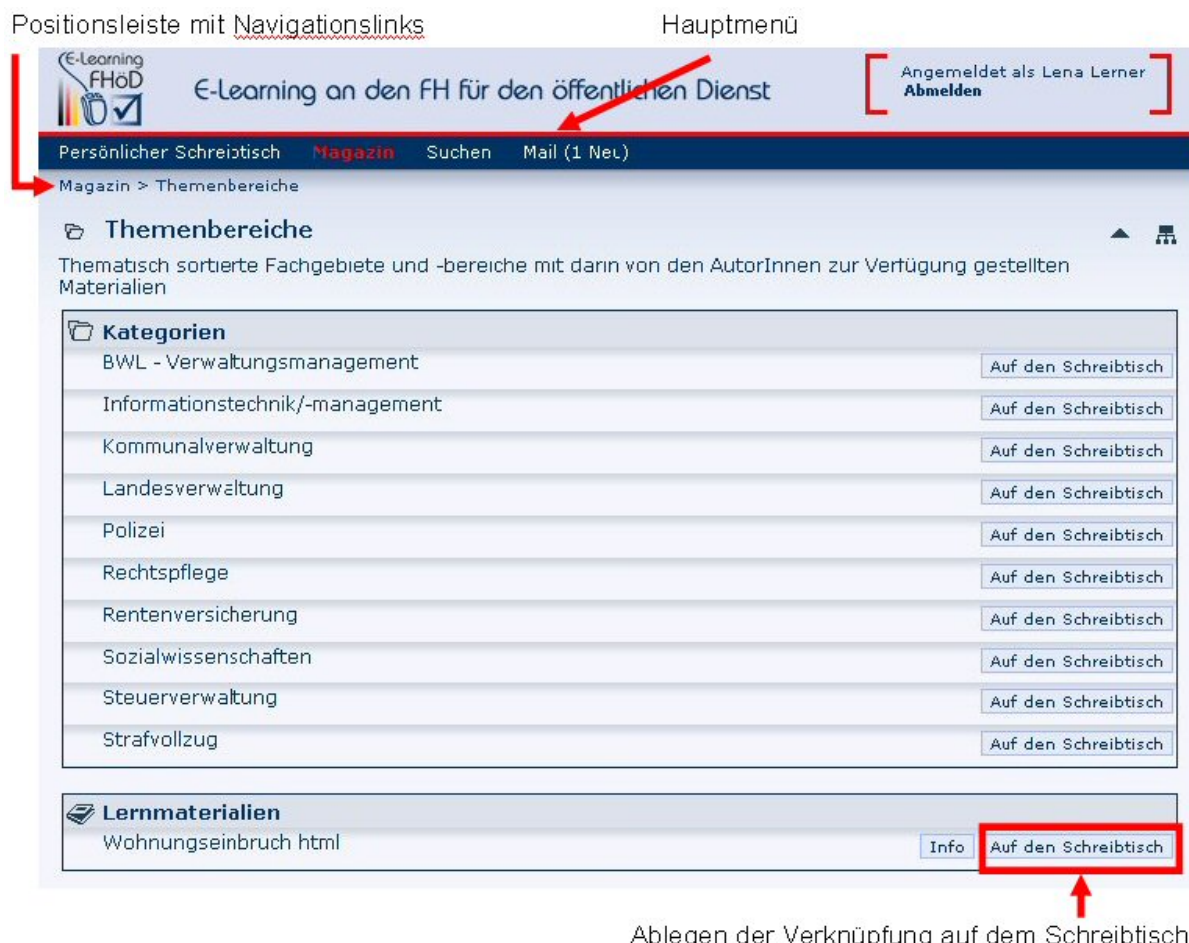 Positionsleiste mit Navigationslinks
Hauptmenü
E-Learning
FHöD
E-Learning an den FH für den öffentlichen Dienst
Angemeldet als Lena Lerner
Abmelden
Persönlicher Schreibtisch Magazin Suchen Mail (1 Neu)
Magazin > Themenbereiche
Themenbereiche
Thematisch sortierte Fachgebiete und -bereiche mit darin von den AutorInnen zur Verfügung gestellten
Materialien
Kategorien
BWL - Verwaltungsmanagement Auf den Schreibtisch
Informationstechnik/-management Auf den Schreibtisch
Kommunalverwaltung Auf den Schreibtisch
Landesverwaltung Auf den Schreibtisch
Polizei Auf den Schreibtisch
Rechtspflege Auf den Schreibtisch
Rentenversicherung Auf den Schreibtisch
Sozialwissenschaften Auf den Schreibtisch
Steuerverwaltung Auf den Schreibtisch
Strafvollzug Auf den Schreibtisch
Lernmaterialien
Wohnungseinbruch html Info Auf den Schreibtisch
Ablegen der Verknüpfung auf dem Schreibtisch